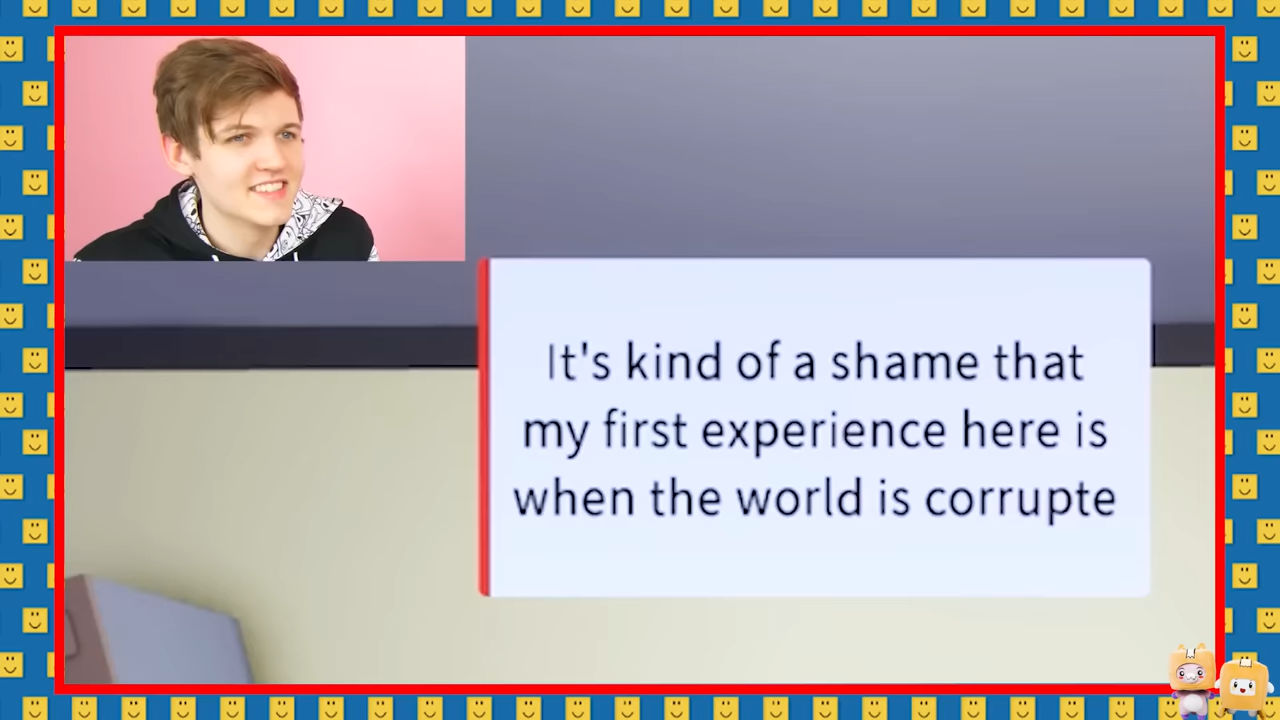 It's kind of a shame that
my first experience here is
when the world is corrupte